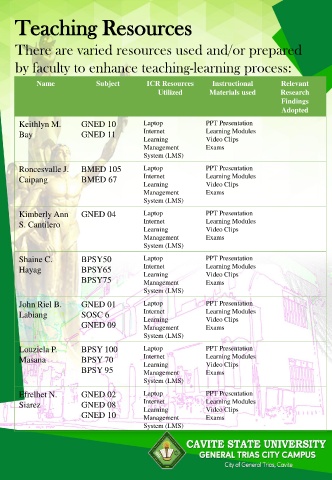 Teaching Resources
There are varied resources used and/or prepared
by faculty to enhance teaching-learning process:
Name Subject ICR Resources Utilized Instructional Materials used Relevant Research Findings Adopted
Keithlyn M. Bay GNED 10 GNED 11 Laptop Internet Learning Management System (LMS) PPT Presentation Learning Modules Video Clips Exams
Roncesvalle J. Caipang BMED 105 BMED 67 Laptop Internet Learning Management System (LMS) PPT Presentation Learning Modules Video Clips Exams
Kimberly Ann S. Cantilero GNED 04 Laptop Internet Learning Management System (LMS) PPT Presentation Learning Modules Video Clips Exams
Shaine C. Hayag BPSY50 BPSY65 BPSY75 Laptop Internet Learning Management System (LMS) PPT Presentation Learning Modules Video Clips Exams
John Riel B. Labiang GNED 01 SOSC 6 GNED 09 Laptop Internet Learning Management System (LMS) PPT Presentation Learning Modules Video Clips Exams
Louziela P. Masana BPSY 100 BPSY 70 BPSY 95 Laptop Internet Learning Management System (LMS) PPT Presentation Learning Modules Video Clips Exams
Efrelhet N. Siarez GNED 02 GNED 08 GNED 10 Laptop Internet Learning Management System (LMS) PPT Presentation Learning Modules Video Clips Exams
CAVITE STATE UNIVERSITY
GENERAL TRIAS CITY CAMPUS
City of General Trias, Cavite